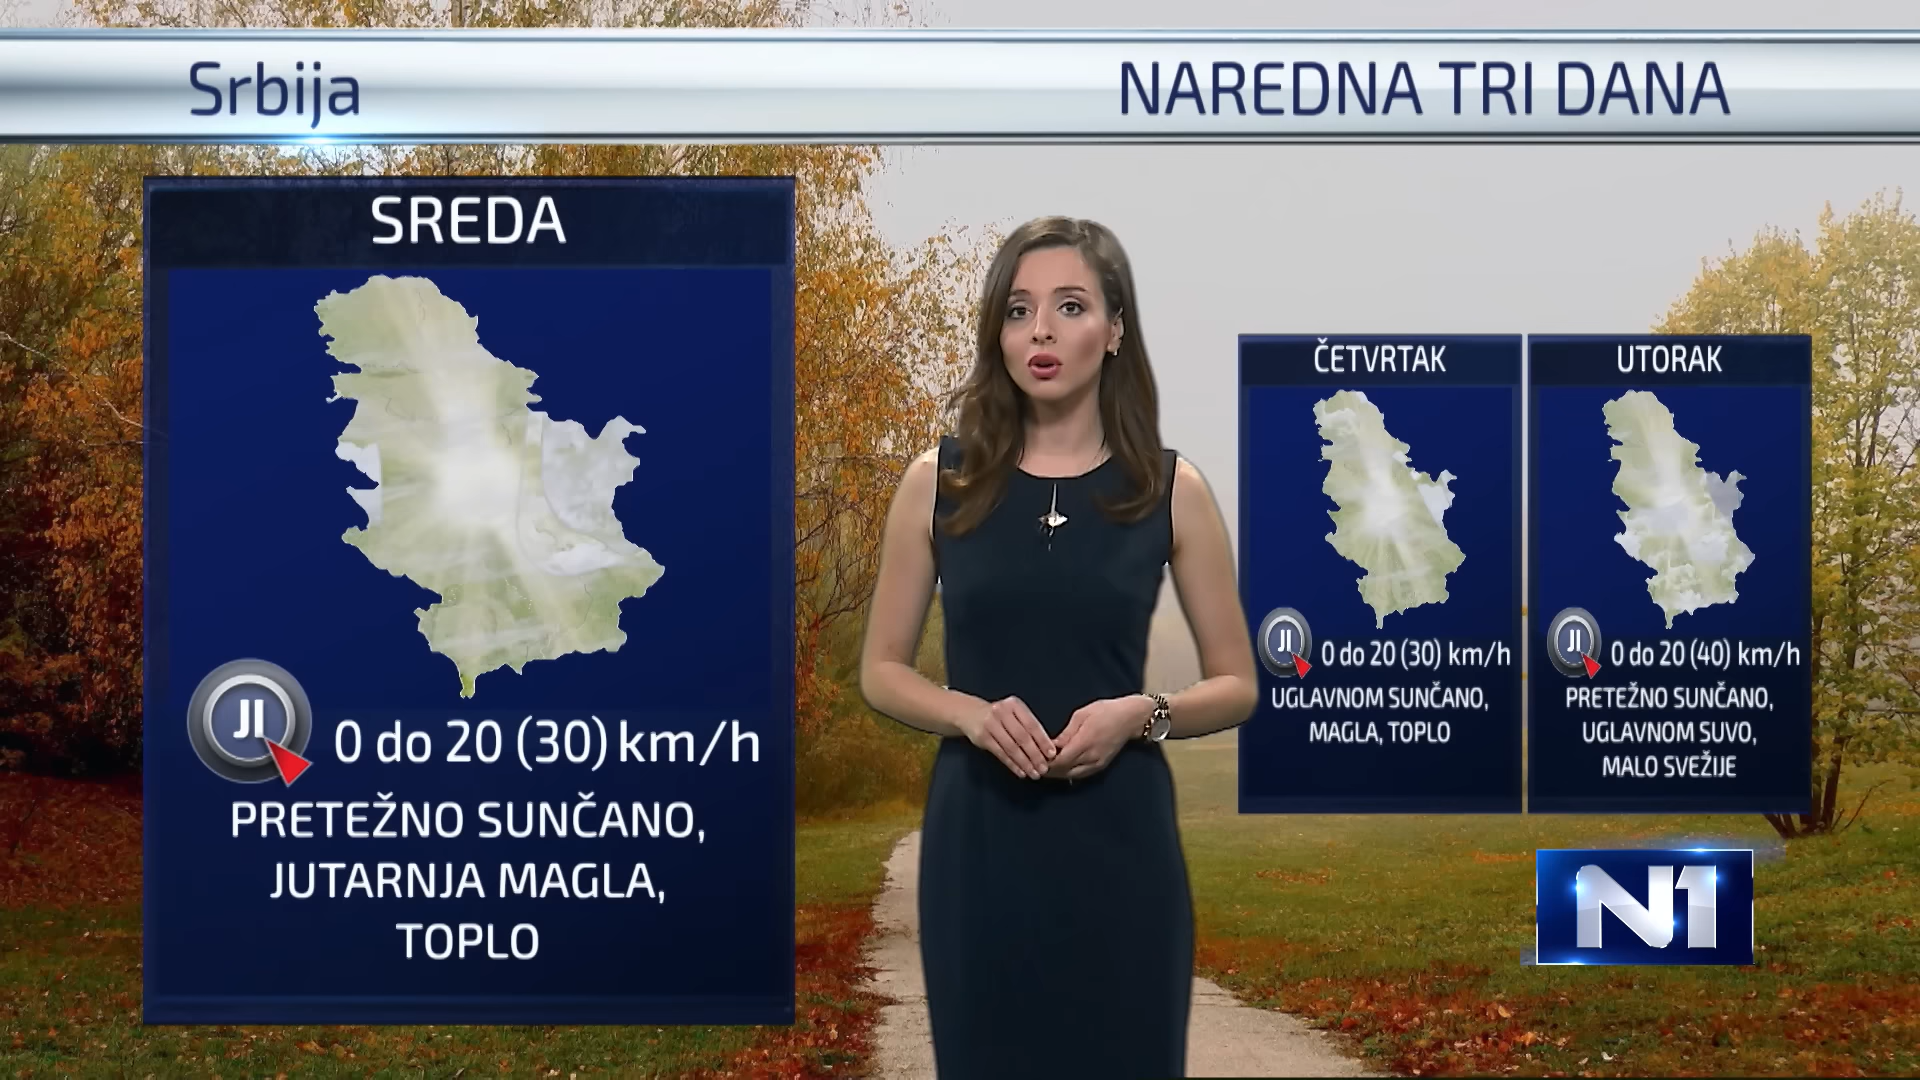 Srbija
NAREDNA TRI DANA
SREDA
JI
0 do 20 (30) km/h
PRETEŽNO SUNČANO,
JUTARNJA MAGLA,
TOPLO
ČETVRTAK
JI
0 do 20 (30) km/h
UGLAVNOM SUNČANO,
MAGLA, TOPLO
UTORAK
JI
0 do 20 (40) km/h
PRETEŽNO SUNČANO,
UGLAVNOM SUVO,
MALO SVEŽIJE
N1